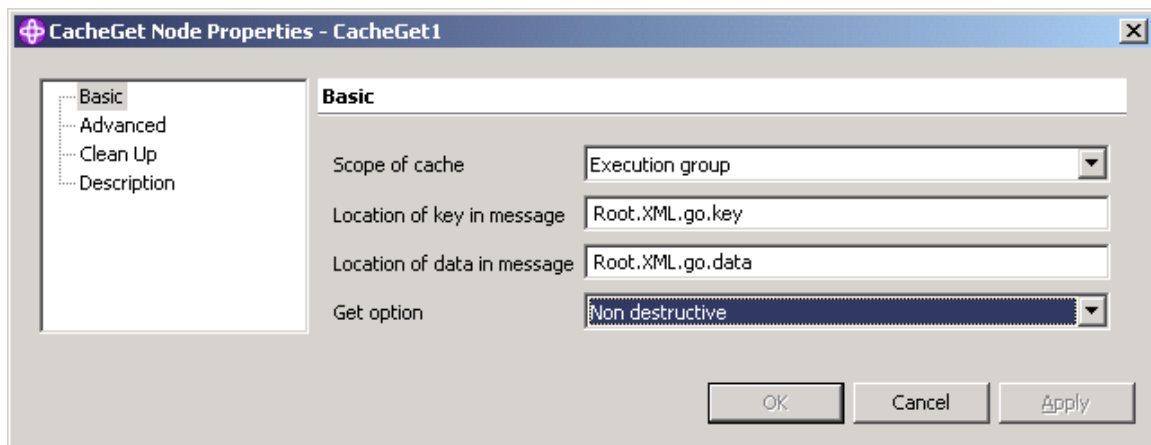 CacheGet Node Properties - CacheGet1
Basic
Advanced
Clean Up
Description
Basic
Scope of cache Execution group
Location of key in message Root.XML.go.key
Location of data in message Root.XML.go.data
Get option Non destructive
OK Cancel Apply